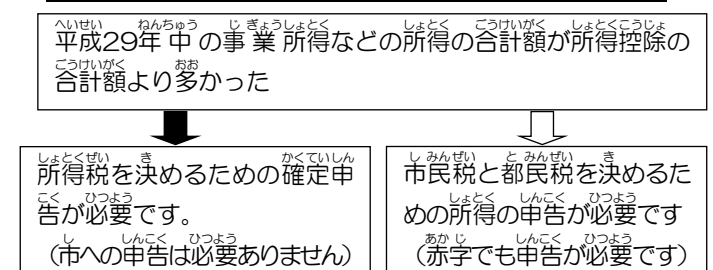 平成29年中の事業所得などの所得の合計額が所得控除の
合計額より多かった
所得税を決めるための確定申
告が必要です。
(市への申告は必要ありません)
市民税と都民税を決めるた
めの所得の申告が必要です
(赤字でも申告が必要です)